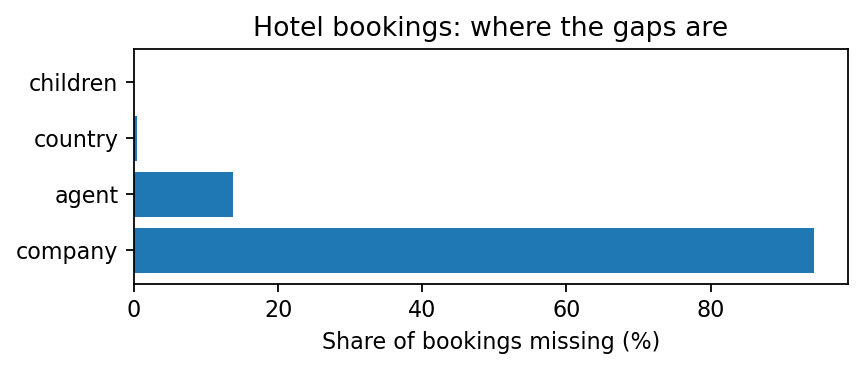 Hotel bookings: where the gaps are
children
country
agent
company
0 20 40 60 80
Share of bookings missing (%)